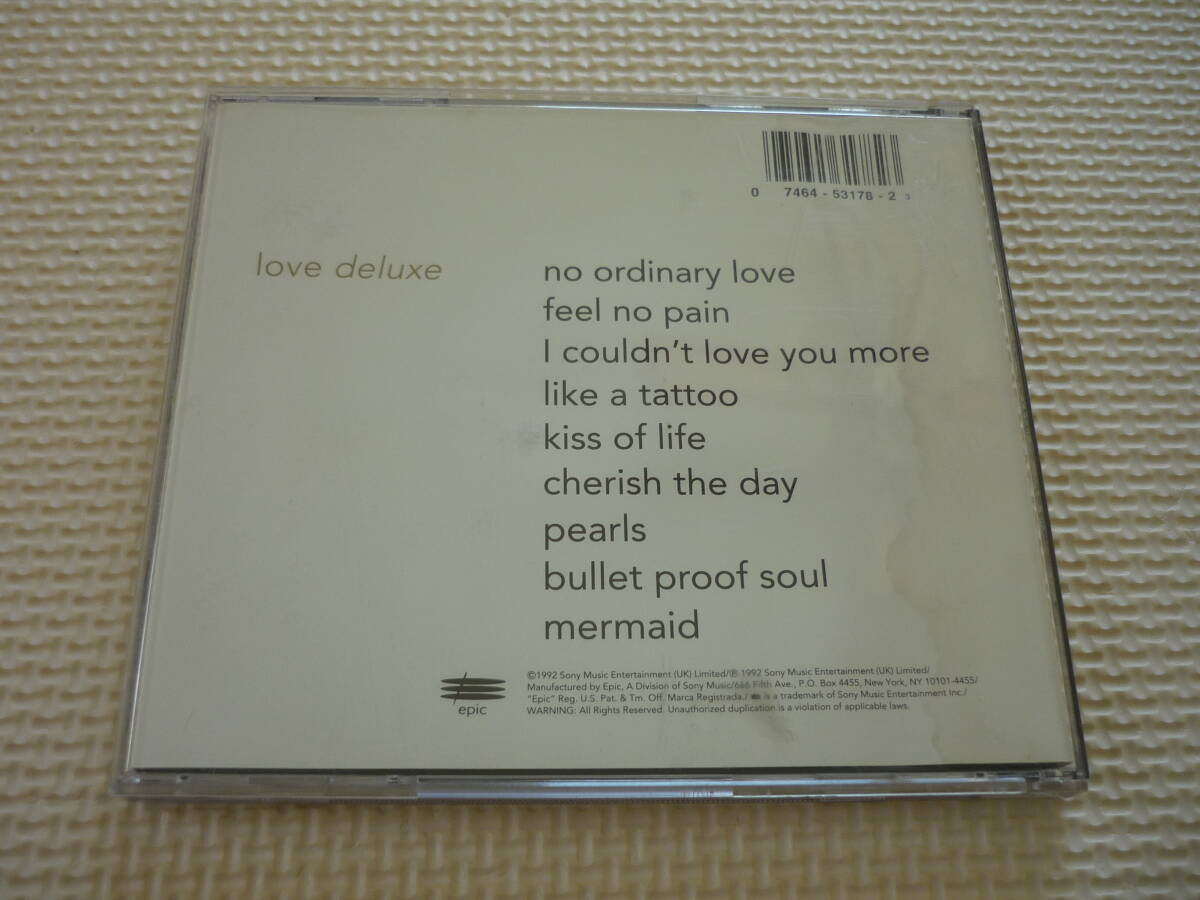 0 7464 - 53178 - 2 3
love deluxe
no ordinary love
feel no pain
I couldn't love you more
like a tattoo
kiss of life
cherish the day
pearls
bullet proof soul
mermaid
epic
©1992 Sony Music Entertainment (UK) Limited/℗ 1992 Sony Music Entertainment (UK) Limited/
Manufactured by Epic, A Division of Sony Music/666 Fifth Ave., P.O. Box 4455, New York, NY 10101-4455/
"Epic" Reg. U.S. Pat. & Tm. Off. Marca Registrada./ is a trademark of Sony Music Entertainment Inc./
WARNING: All Rights Reserved. Unauthorized duplication is a violation of applicable laws.